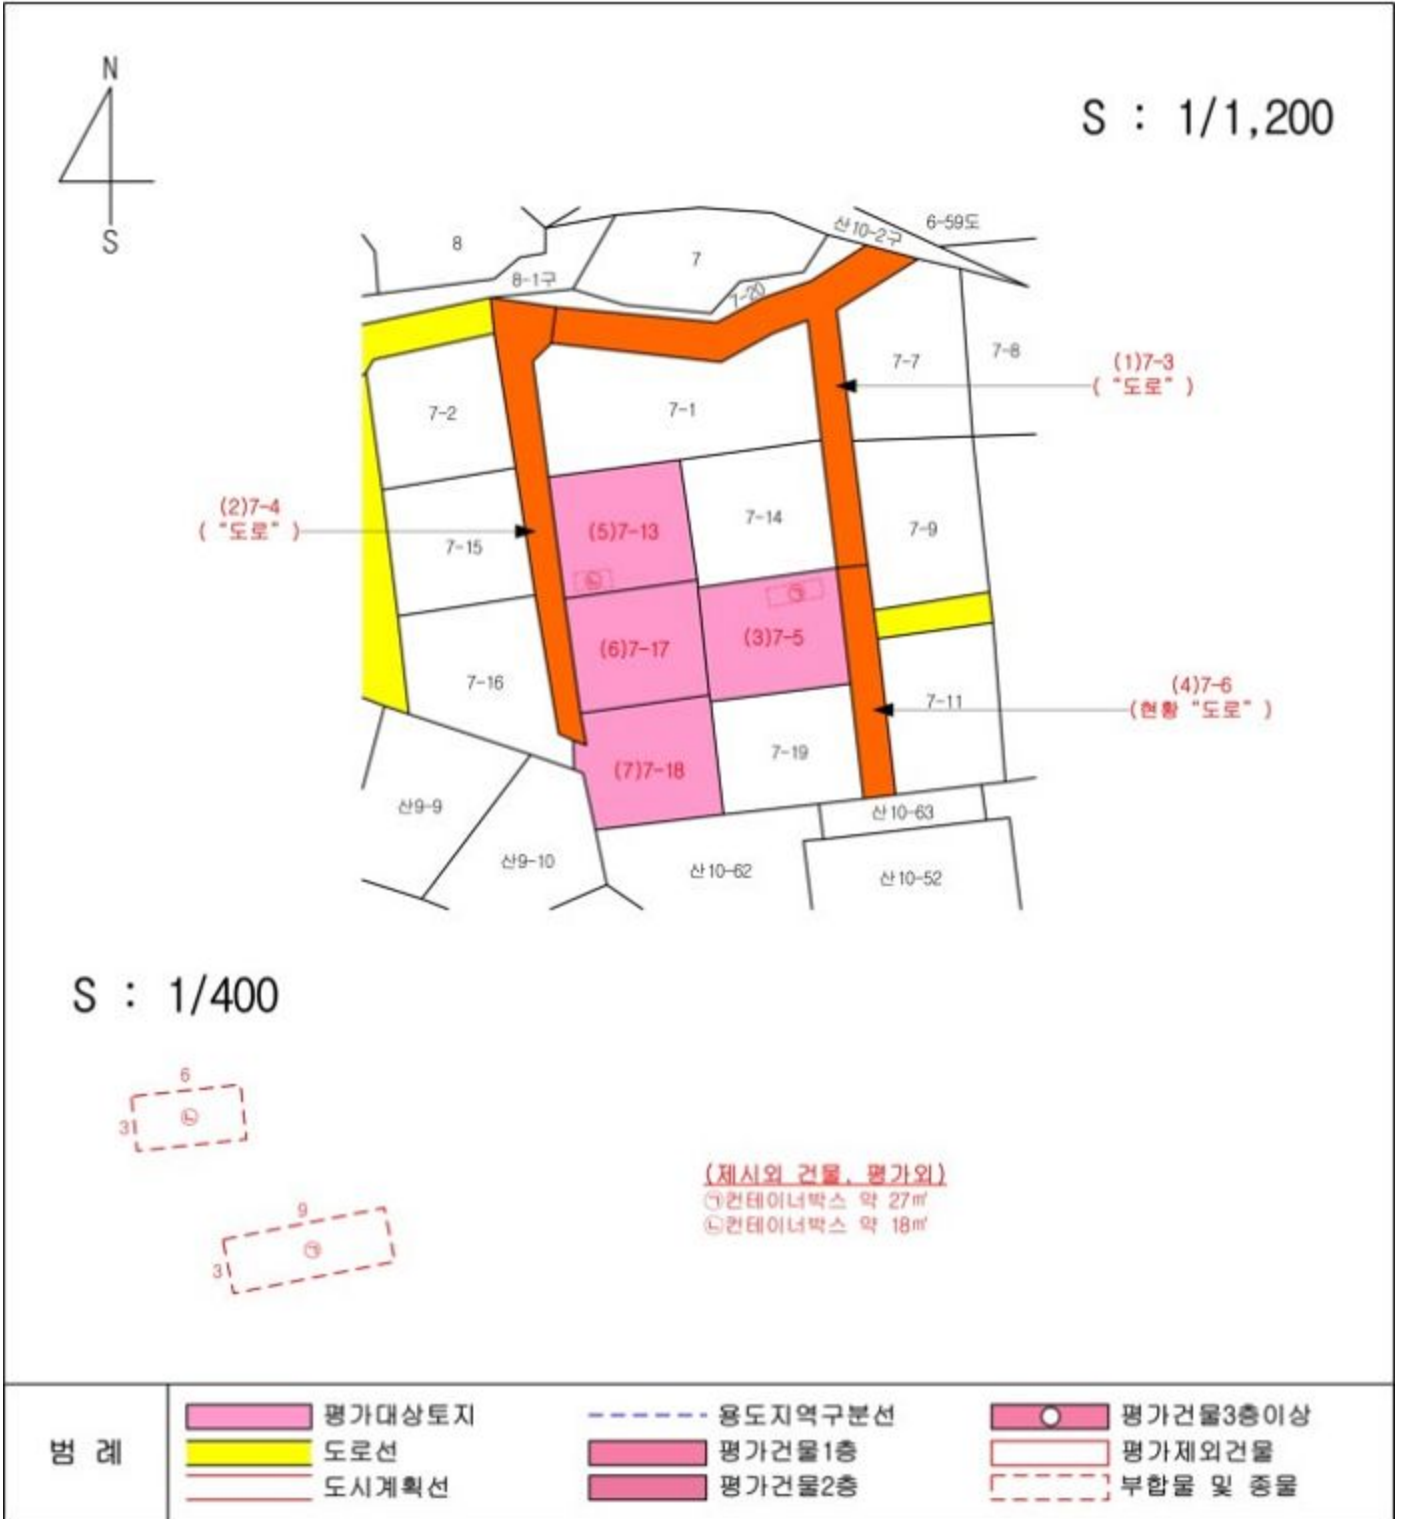 N
S
S : 1/1,200
6-59도
산10-2구
8
7
8-1구
7-20
7-7
7-8
(1)7-3
( "도로" )
7-2
7-1
(2)7-4
( "도로" )
(5)7-13
7-14
7-9
7-15
㉡
㉠
(6)7-17
(3)7-5
7-16
(4)7-6
(현황 "도로" )
7-11
7-19
(7)7-18
산9-9
산10-63
산9-10
산10-62
산10-52
S : 1/400
6
3
㉡
9
3
㉠
(제시외 건물, 평가외)
㉠컨테이너박스 약 27㎡
㉡컨테이너박스 약 18㎡
범 례
평가대상토지
용도지역구분선
평가건물3층이상
도로선
평가건물1층
평가제외건물
도시계획선
평가건물2층
부합물 및 종물